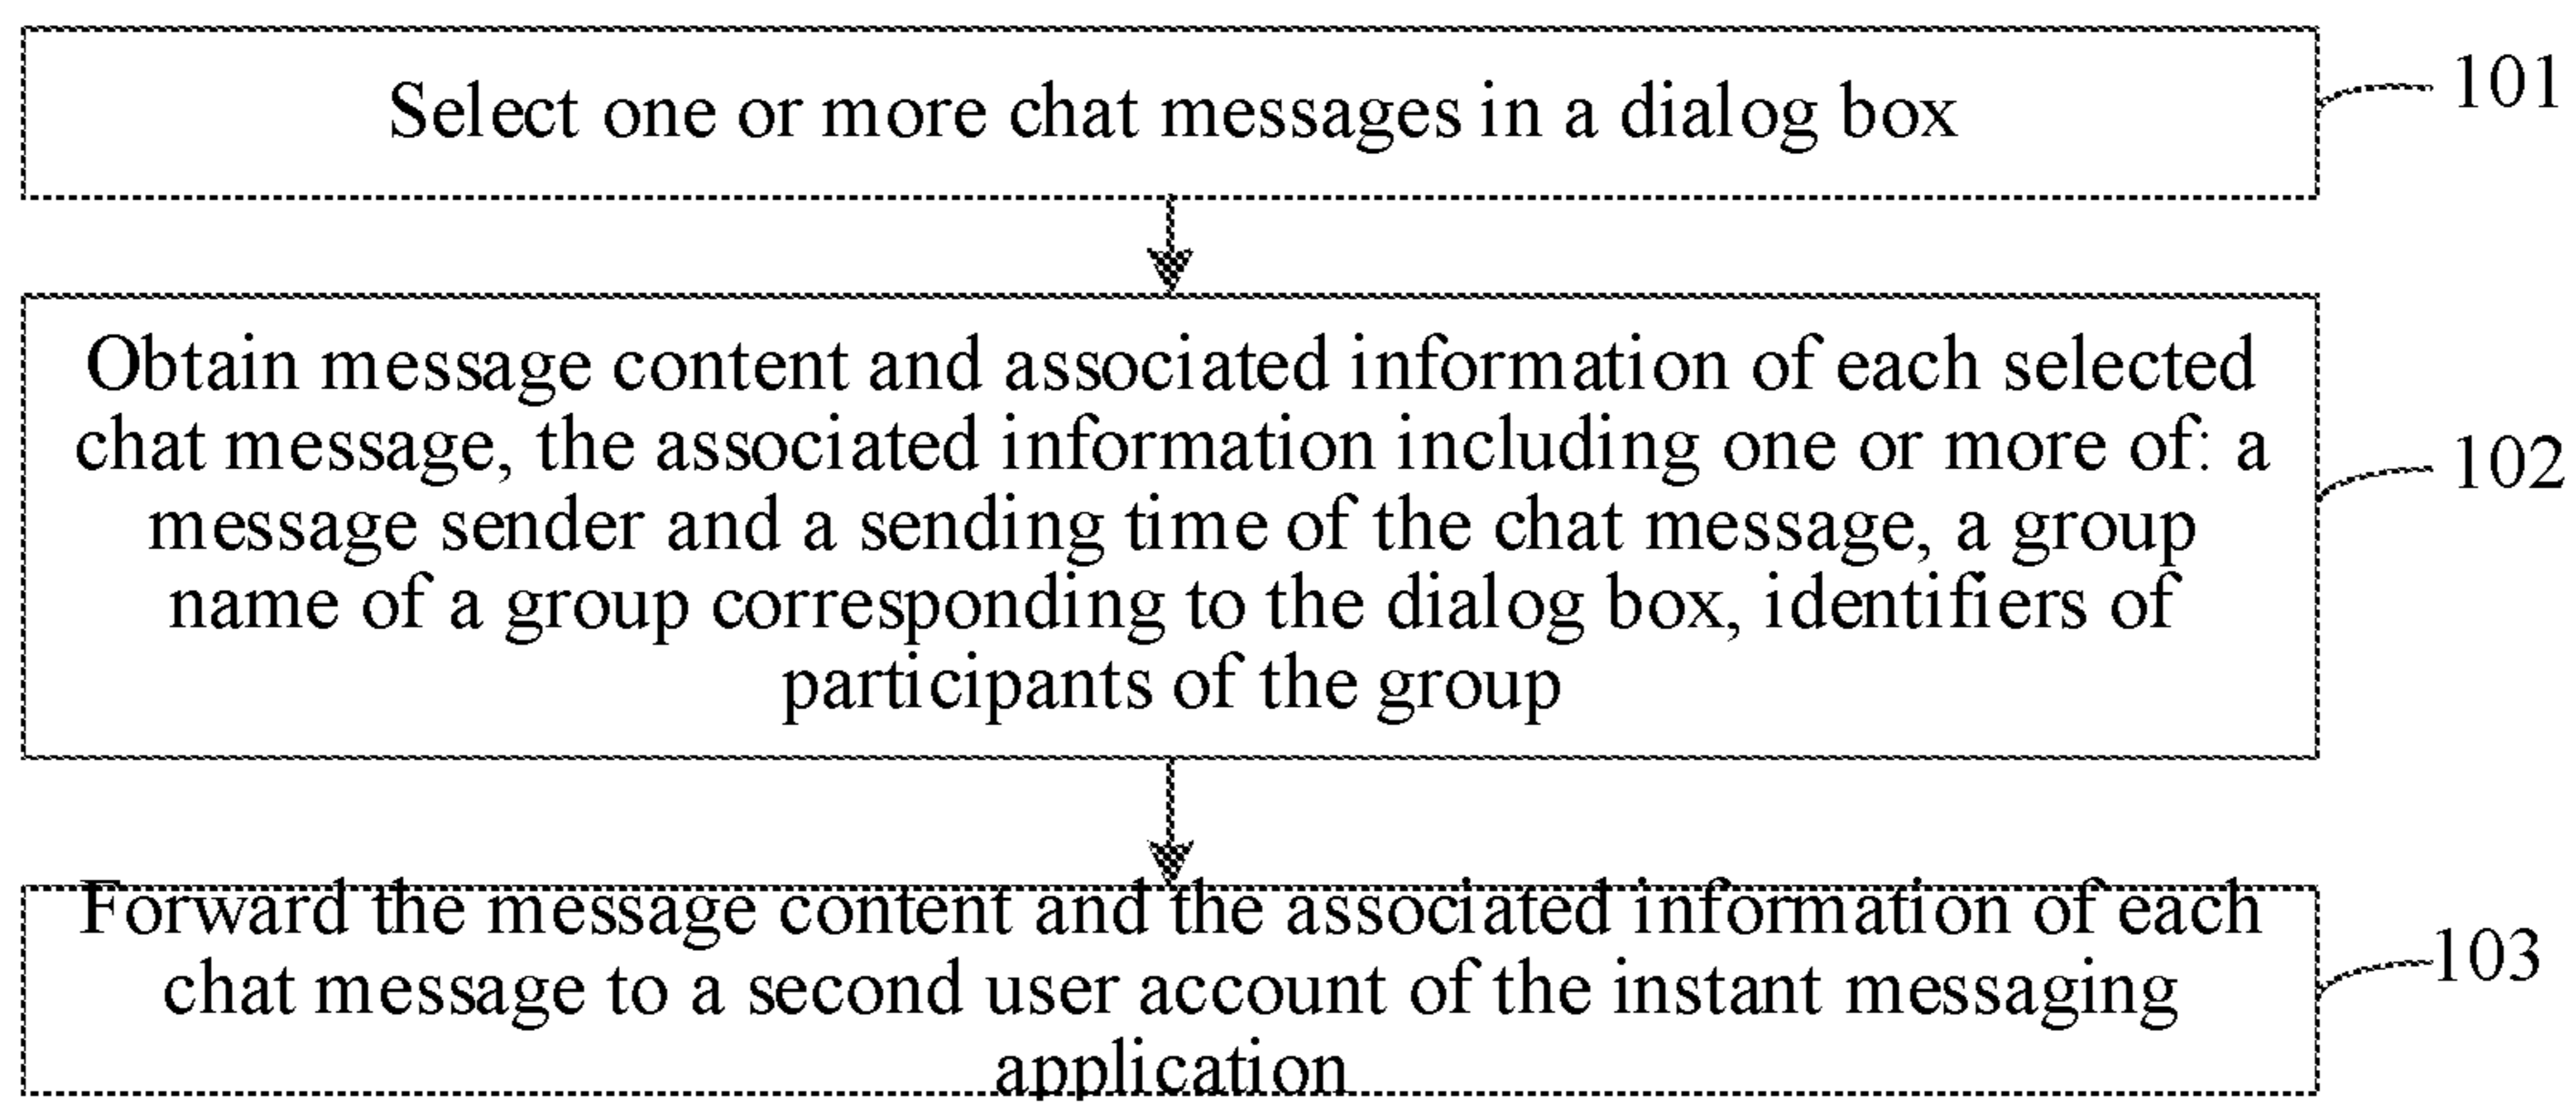 Select one or more chat messages in a dialog box
101
Obtain message content and associated information of each selected
chat message, the associated information including one or more of: a
message sender and a sending time of the chat message, a group
name of a group corresponding to the dialog box, identifiers of
participants of the group
102
Forward the message content and the associated information of each
chat message to a second user account of the instant messaging
application
103